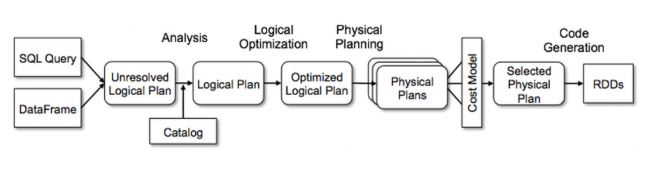 Analysis
Logical
Optimization
Physical
Planning
Code
Generation
SQL Query
DataFrame
Unresolved
Logical Plan
Catalog
Logical Plan
Optimized
Logical Plan
Physical
Plans
Cost Model
Selected
Physical
Plan
RDDs